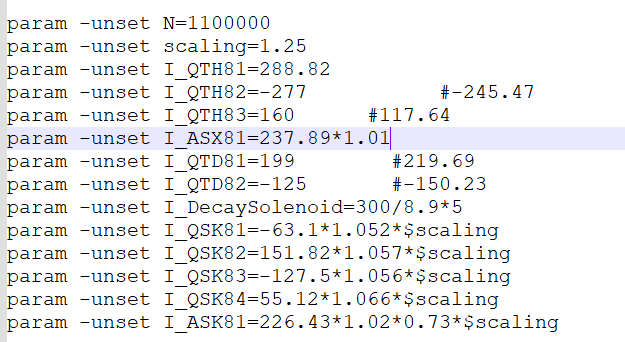 param -unset N=1100000
param -unset scaling=1.25
param -unset I_QTH81=288.82
param -unset I_QTH82=-277 #-245.47
param -unset I_QTH83=160 #117.64
param -unset I_ASX81=237.89*1.01
param -unset I_QTD81=199 #219.69
param -unset I_QTD82=-125 #-150.23
param -unset I_DecaySolenoid=300/8.9*5
param -unset I_QSK81=-63.1*1.052*$scaling
param -unset I_QSK82=151.82*1.057*$scaling
param -unset I_QSK83=-127.5*1.056*$scaling
param -unset I_QSK84=55.12*1.066*$scaling
param -unset I_ASK81=226.43*1.02*0.73*$scaling